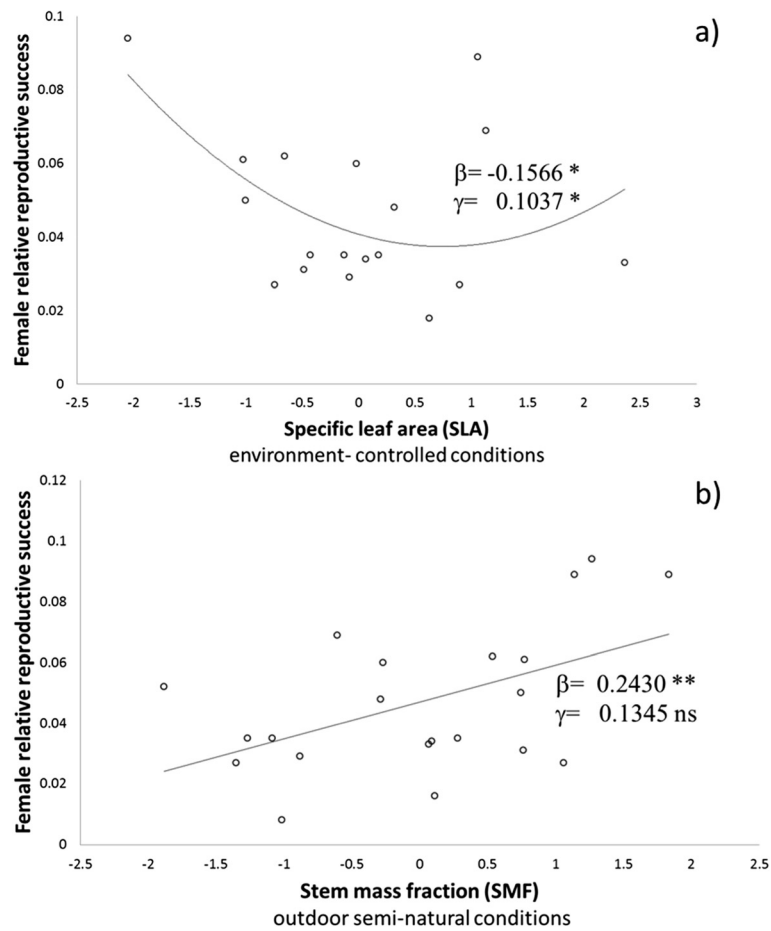 a)
Female relative reproductive success
0.1
0.08
0.06
0.04
0.02
0
β= -0.1566 *
γ= 0.1037 *
-2.5 -2 -1.5 -1 -0.5 0 0.5 1 1.5 2 2.5 3
Specific leaf area (SLA)
environment- controlled conditions
b)
Female relative reproductive success
0.12
0.1
0.08
0.06
0.04
0.02
0
β= 0.2430 **
γ= 0.1345 ns
-2.5 -2 -1.5 -1 -0.5 0 0.5 1 1.5 2 2.5
Stem mass fraction (SMF)
outdoor semi-natural conditions